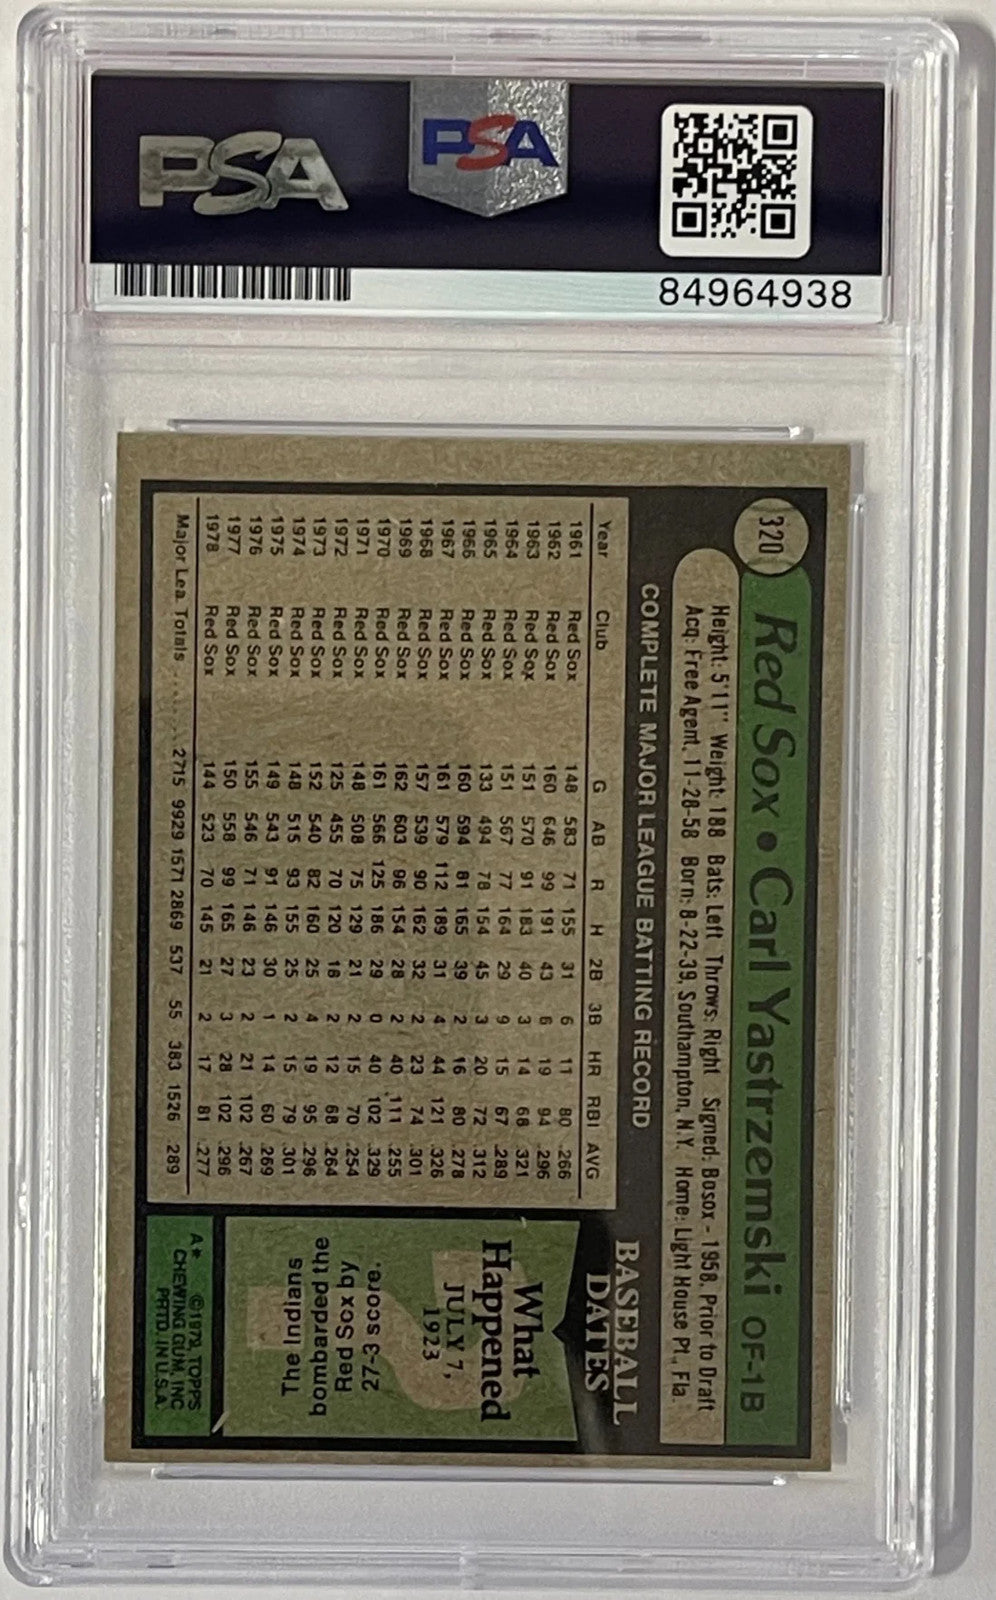 PSA
PSA
84964938
320
Red Sox • Carl Yastrzemski OF-1B
Height: 5'11" Weight: 188 Bats: Left Throws: Right Signed: Bosox - 1958, Prior to Draft
Acq: Free Agent, 11-28-58 Born: 8-22-39, Southampton, N.Y. Home: Light House Pt., Fla.
COMPLETE MAJOR LEAGUE BATTING RECORD
Year Club G AB R H 2B 3B HR RBI AVG
1961 Red Sox 148 583 71 155 31 6 11 80 .266
1962 Red Sox 160 646 99 191 43 6 19 94 .296
1963 Red Sox 151 570 91 183 40 3 14 68 .321
1964 Red Sox 151 567 77 164 29 9 15 67 .289
1965 Red Sox 133 494 78 154 45 3 20 72 .312
1966 Red Sox 160 594 81 165 39 2 16 80 .278
1967 Red Sox 161 579 112 189 31 4 44 121 .326
1968 Red Sox 157 539 90 162 32 2 23 74 .301
1969 Red Sox 162 603 96 154 28 2 40 111 .255
1970 Red Sox 161 566 125 186 29 0 40 102 .329
1971 Red Sox 148 508 75 129 21 2 15 70 .254
1972 Red Sox 125 455 70 120 18 2 12 68 .264
1973 Red Sox 152 540 82 160 25 4 19 95 .296
1974 Red Sox 148 515 93 155 25 2 15 79 .301
1975 Red Sox 149 543 91 146 30 1 14 60 .269
1976 Red Sox 155 546 71 146 23 2 21 102 .267
1977 Red Sox 150 558 99 165 27 3 28 102 .296
1978 Red Sox 144 523 70 145 21 2 17 81 .277
Major Lea. Totals ...... 2715 9929 1571 2869 537 55 383 1526 .289
BASEBALL
DATES
What
Happened
JULY 7,
1923
The Indians
bombarded the
Red Sox by
27-3 score.
A* ©1979, TOPPS
CHEWING GUM, INC
PRTD. IN U.S.A.